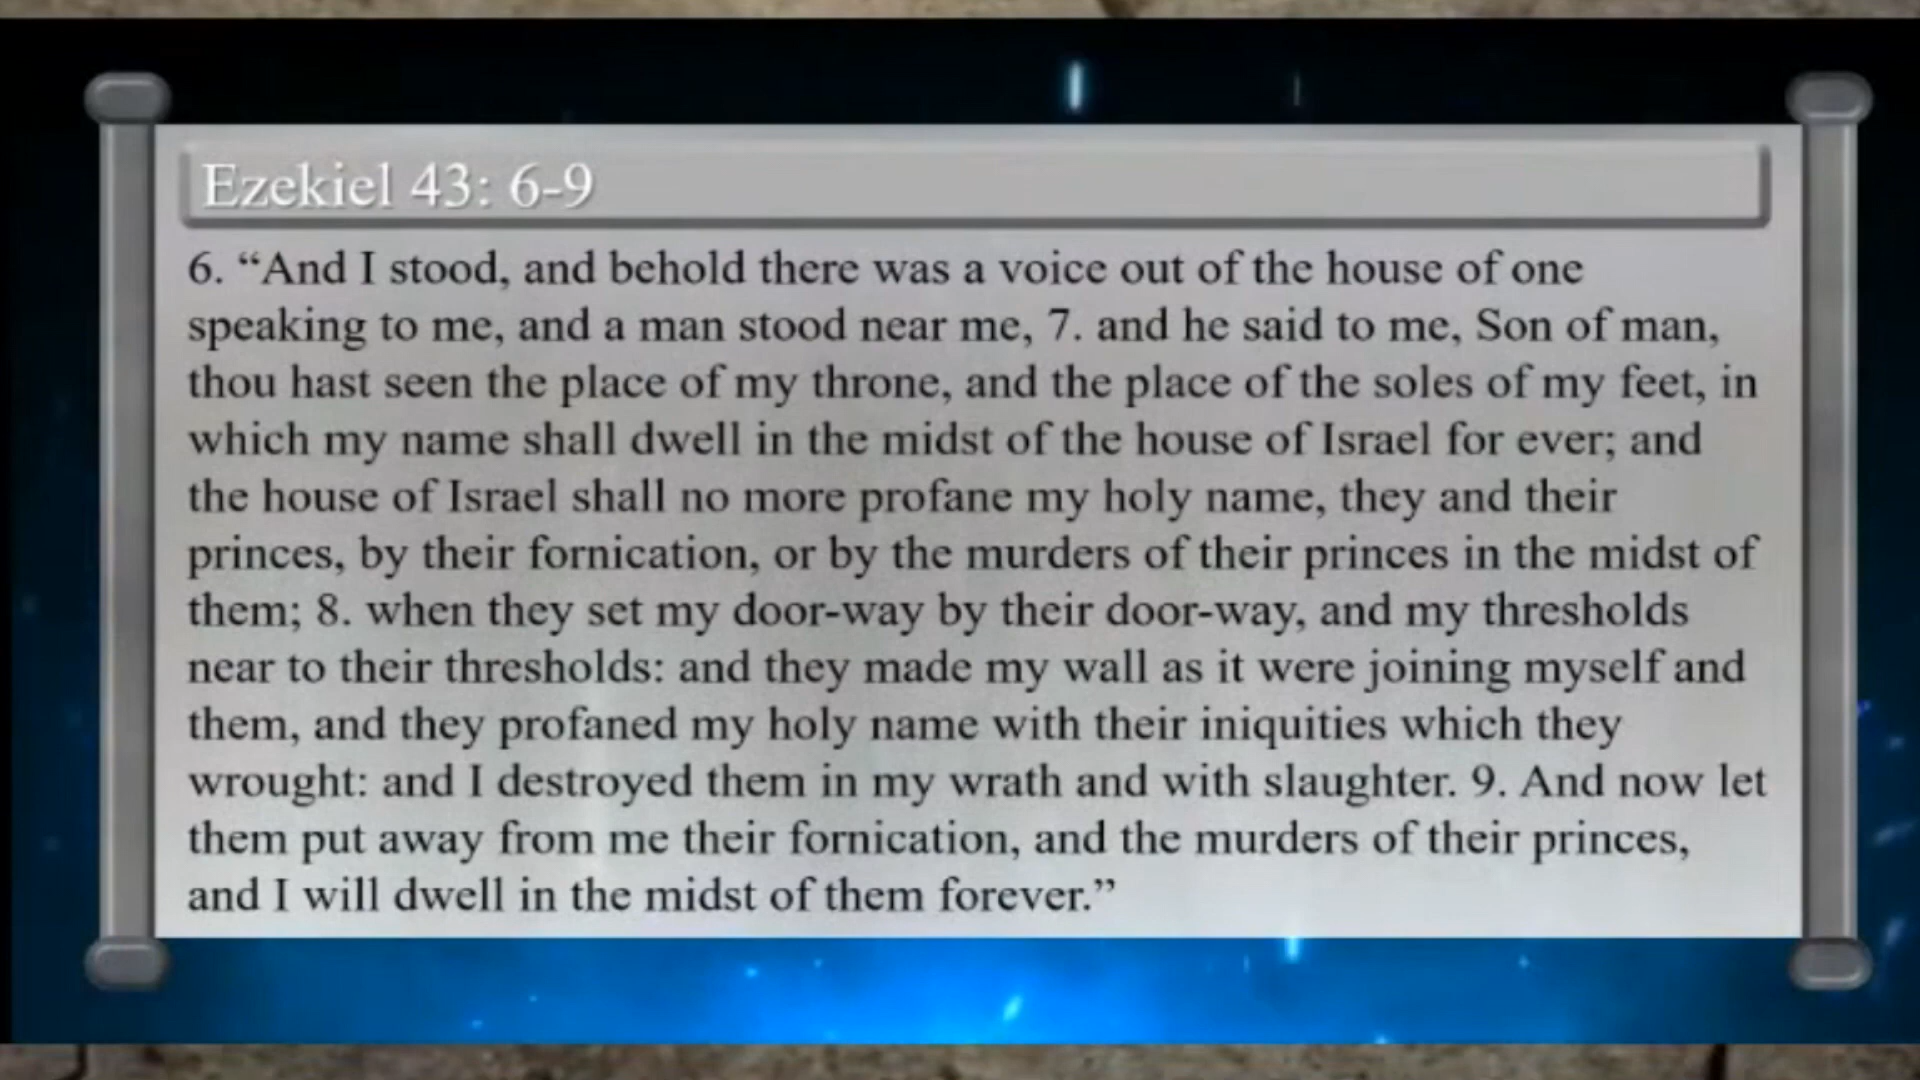 Ezekiel 43: 6-9
6. “And I stood, and behold there was a voice out of the house of one
speaking to me, and a man stood near me, 7. and he said to me, Son of man,
thou hast seen the place of my throne, and the place of the soles of my feet, in
which my name shall dwell in the midst of the house of Israel for ever; and
the house of Israel shall no more profane my holy name, they and their
princes, by their fornication, or by the murders of their princes in the midst of
them; 8. when they set my door-way by their door-way, and my thresholds
near to their thresholds: and they made my wall as it were joining myself and
them, and they profaned my holy name with their iniquities which they
wrought: and I destroyed them in my wrath and with slaughter. 9. And now let
them put away from me their fornication, and the murders of their princes,
and I will dwell in the midst of them forever.”